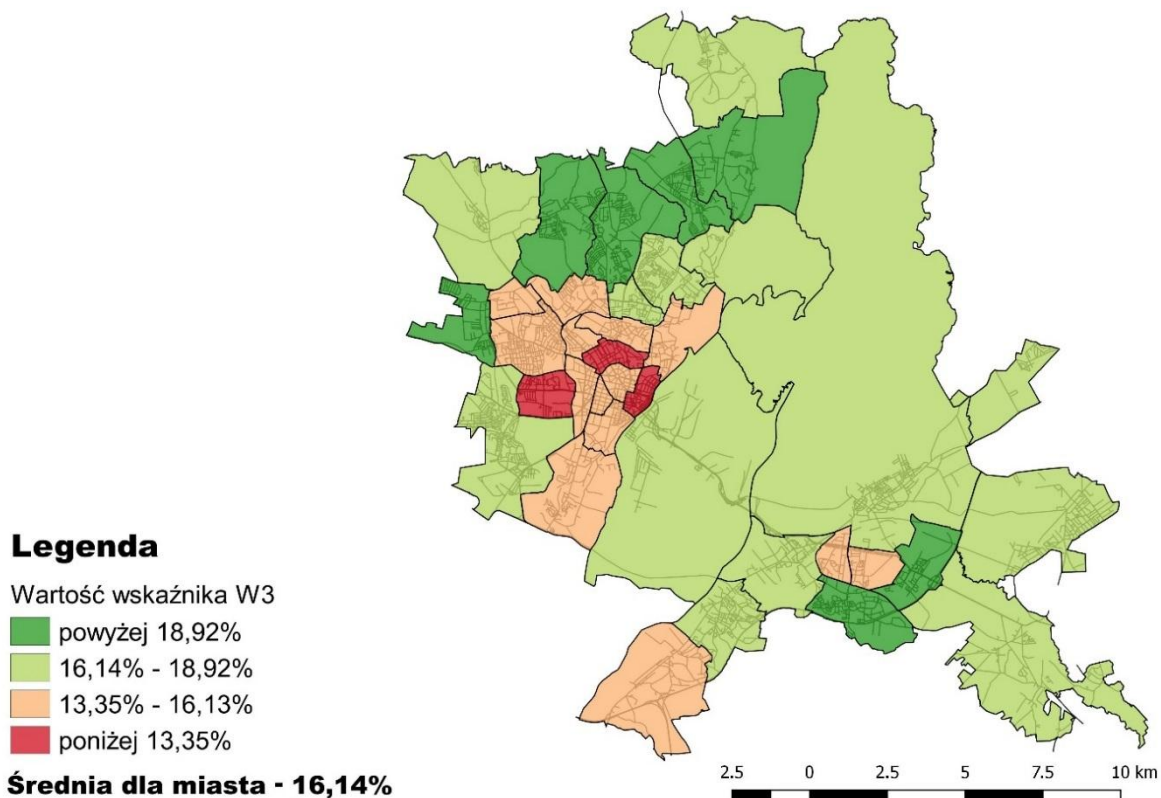 Legenda
Wartość wskaźnika W3
powyżej 18,92%
16,14% - 18,92%
13,35% - 16,13%
poniżej 13,35%
Średnia dla miasta - 16,14%
2.5 0 2.5 5 7.5 10 km